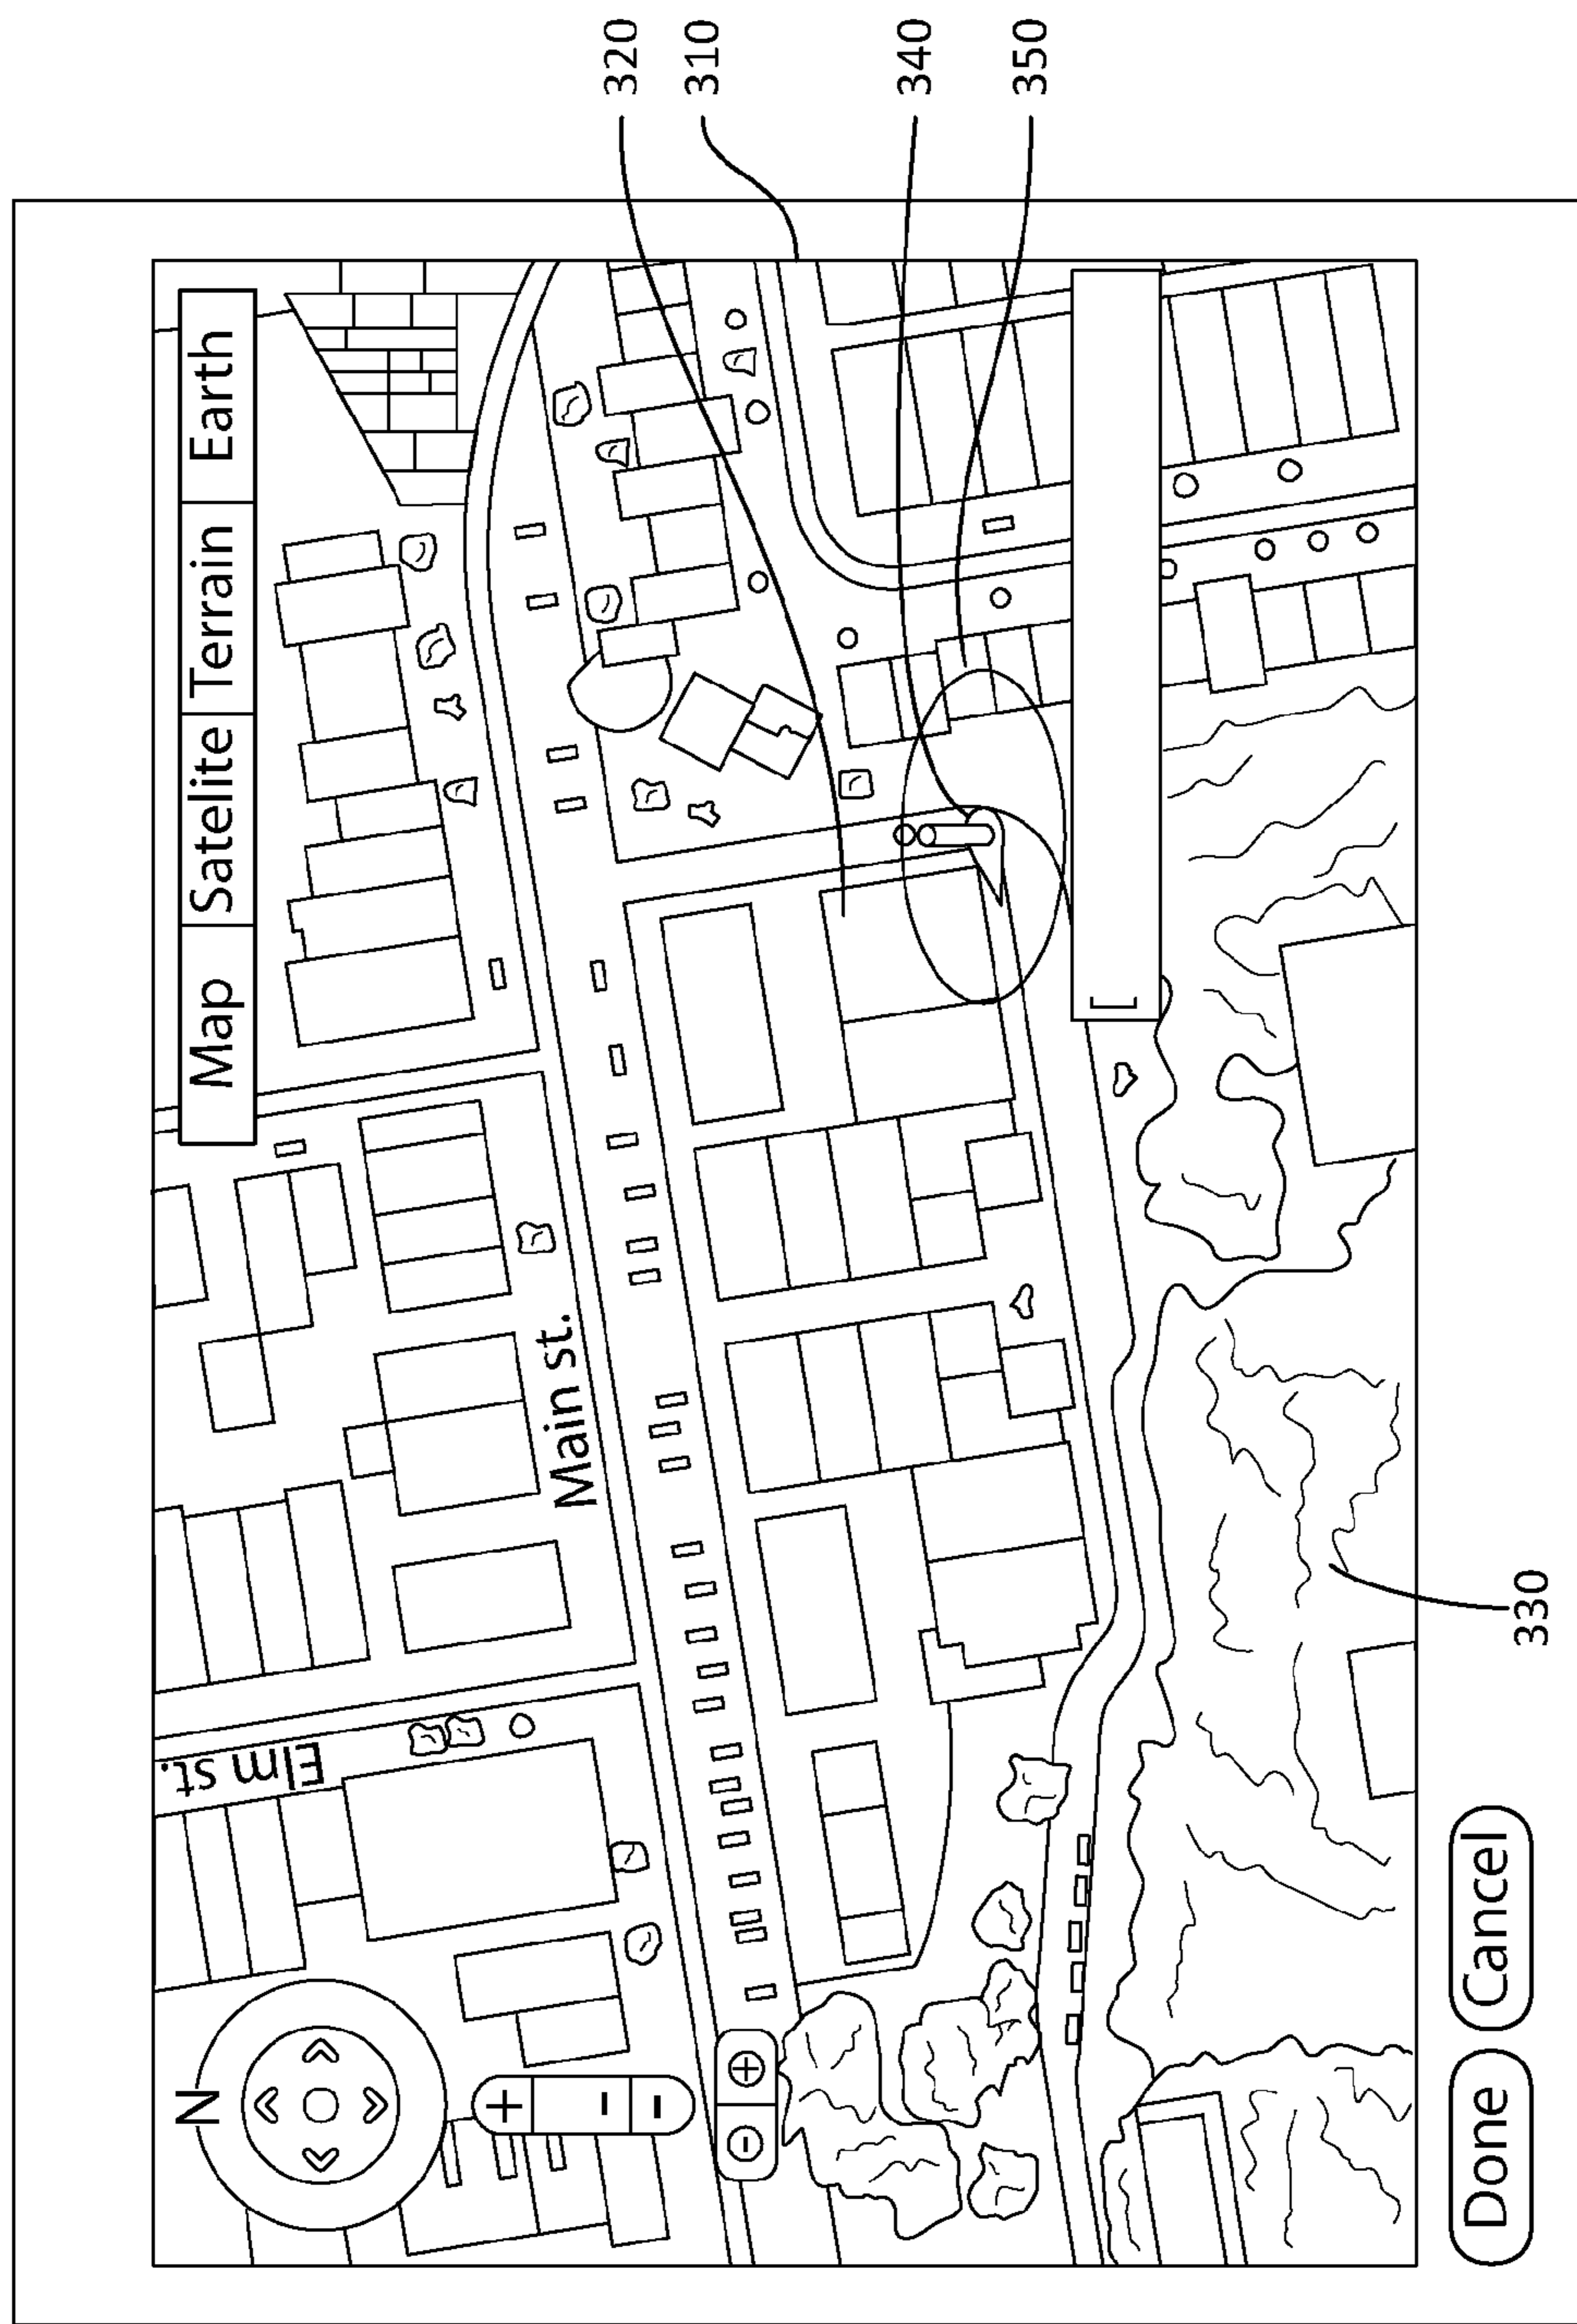 Map Satelite Terrain Earth
N
Elm st.
Main st.
320
310
340
350
330
Done Cancel